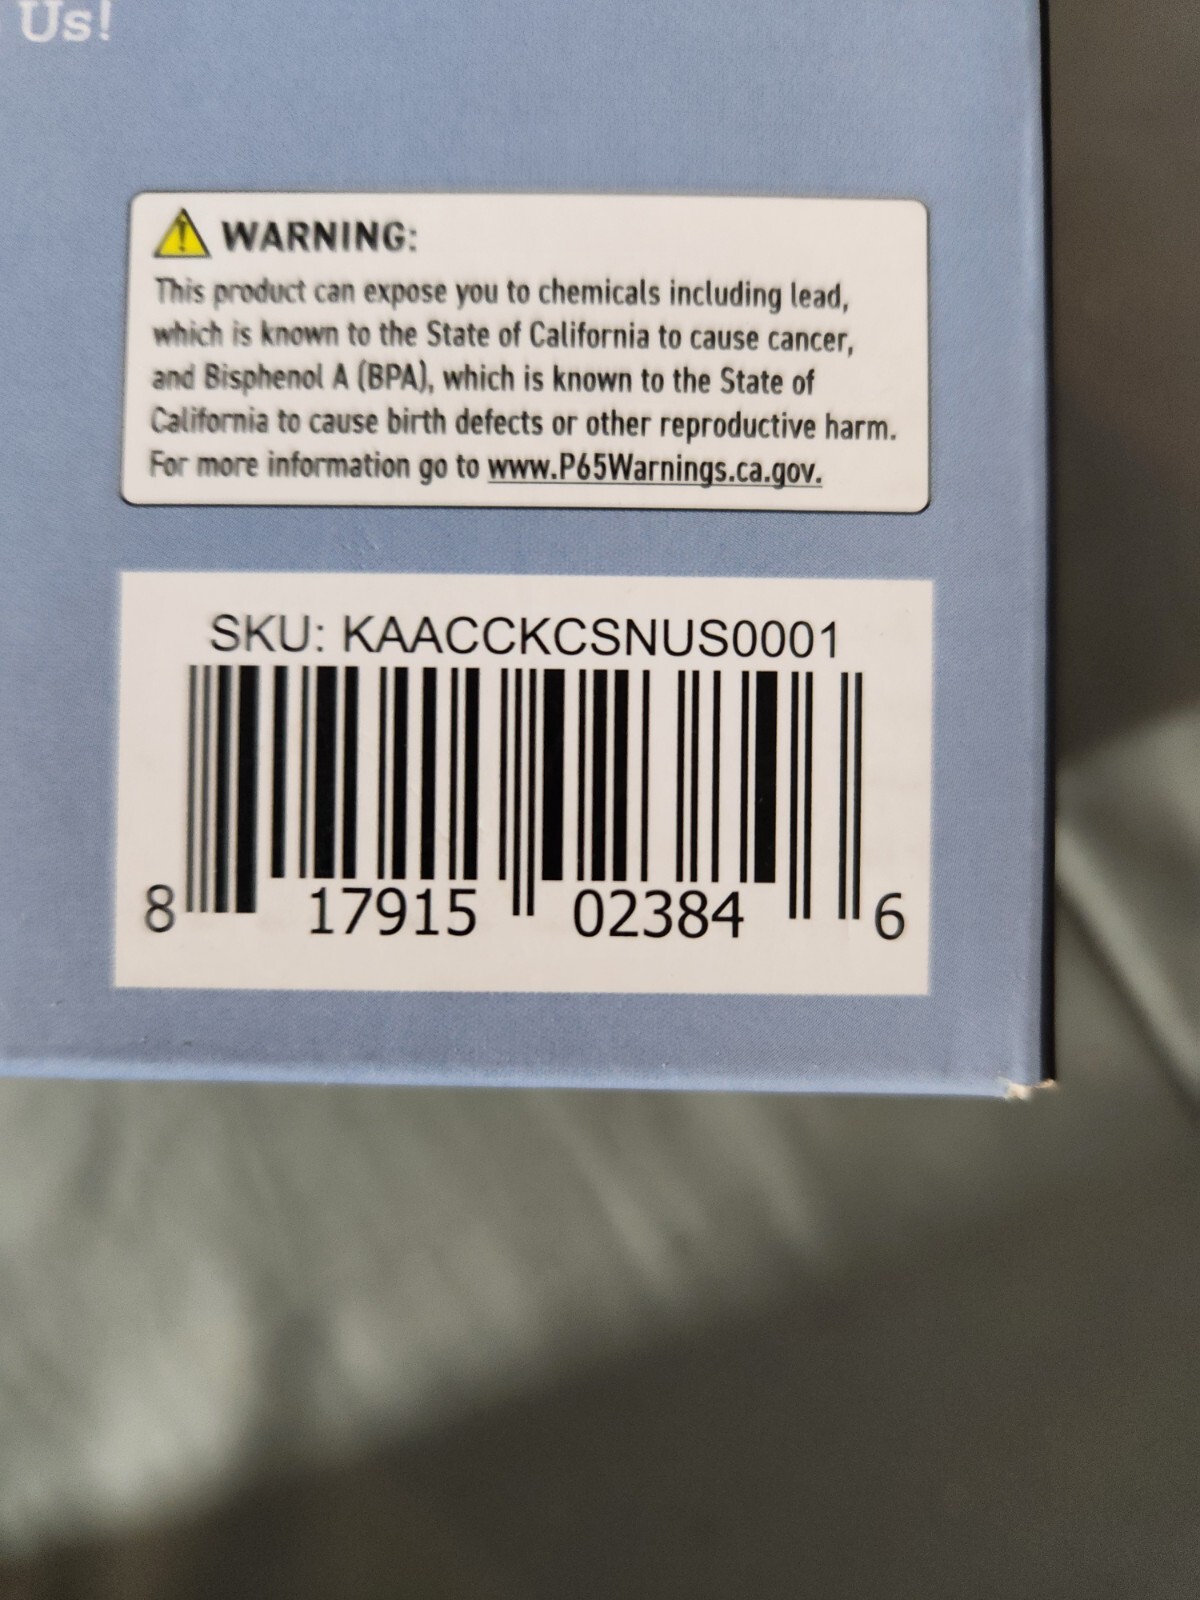 Us!
WARNING:
This product can expose you to chemicals including lead,
which is known to the State of California to cause cancer,
and Bisphenol A (BPA), which is known to the State of
California to cause birth defects or other reproductive harm.
For more information go to www.P65Warnings.ca.gov.
SKU: KAACCKCSNUS0001
8 17915 02384 6